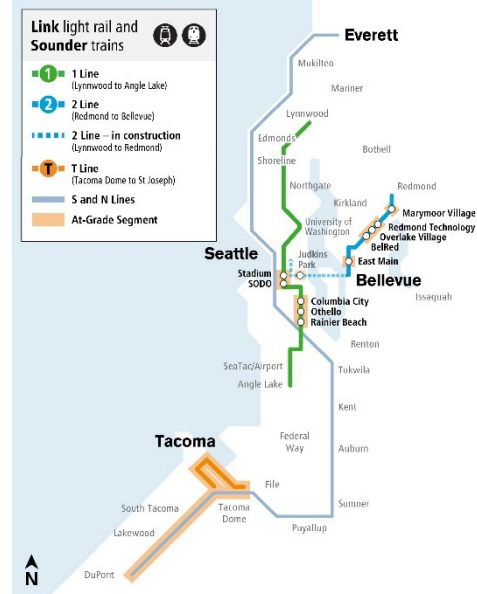 Link light rail and
Sounder trains
1 1 Line
(Lynnwood to Angle Lake)
2 2 Line
(Redmond to Bellevue)
2 Line – in construction
(Lynnwood to Redmond)
T T Line
(Tacoma Dome to St Joseph)
S and N Lines
At-Grade Segment
Everett
Mukilteo
Mariner
Lynnwood
Edmonds
Shoreline
Bothell
Northgate
Kirkland
Redmond
Marymoor Village
University of
Washington
Redmond Technology
Overlake Village
BelRed
Seattle
Judkins
Park
East Main
Stadium
SODO
Bellevue
Issaquah
Columbia City
Othello
Rainier Beach
Renton
SeaTac/Airport
Tukwila
Angle Lake
Kent
Tacoma
Federal
Way
Auburn
Fife
South Tacoma
Tacoma
Dome
Sumner
Lakewood
Puyallup
DuPont
N